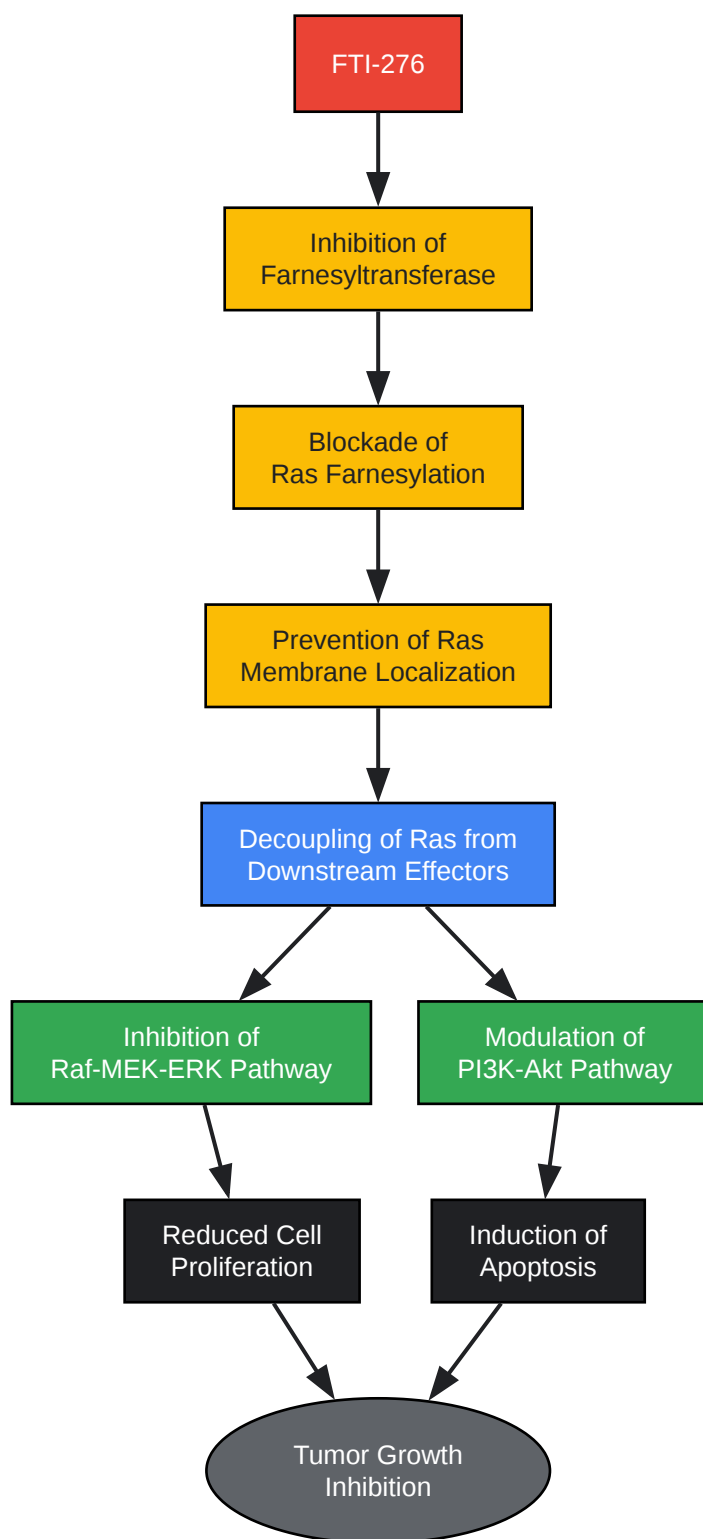 FTI-276
Inhibition of
Farnesyltransferase
Blockade of
Ras Farnesylation
Prevention of Ras
Membrane Localization
Decoupling of Ras from
Downstream Effectors
Inhibition of
Raf-MEK-ERK Pathway
Modulation of
PI3K-Akt Pathway
Reduced Cell
Proliferation
Induction of
Apoptosis
Tumor Growth
Inhibition